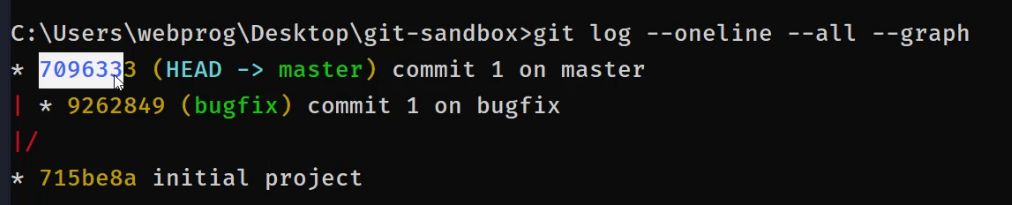 C:\Users\webprog\Desktop\git-sandbox>git log --oneline --all --graph
* 7096333 (HEAD -> master) commit 1 on master
| * 9262849 (bugfix) commit 1 on bugfix
|/
* 715be8a initial project